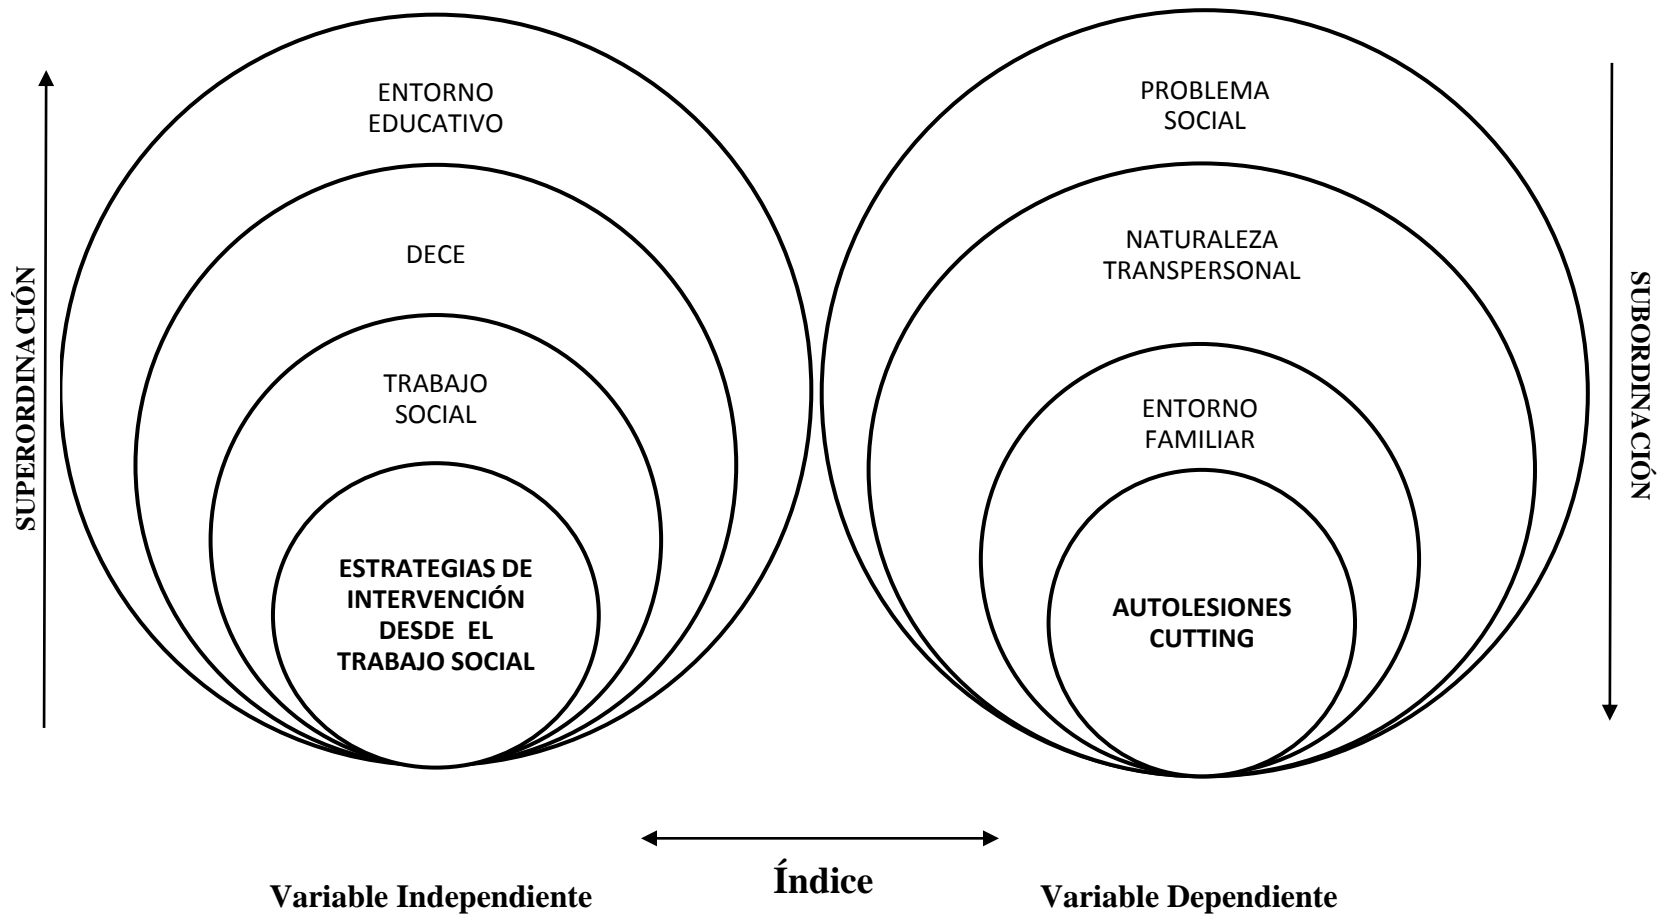 ENTORNO
EDUCATIVO
DECE
TRABAJO
SOCIAL
ESTRATEGIAS DE
INTERVENCIÓN
DESDE EL
TRABAJO SOCIAL
SUPERORDINACIÓN
PROBLEMA
SOCIAL
NATURALEZA
TRANSPERSONAL
ENTORNO
FAMILIAR
AUTOLESIONES
CUTTING
SUBORDINACIÓN
Índice
Variable Independiente
Variable Dependiente